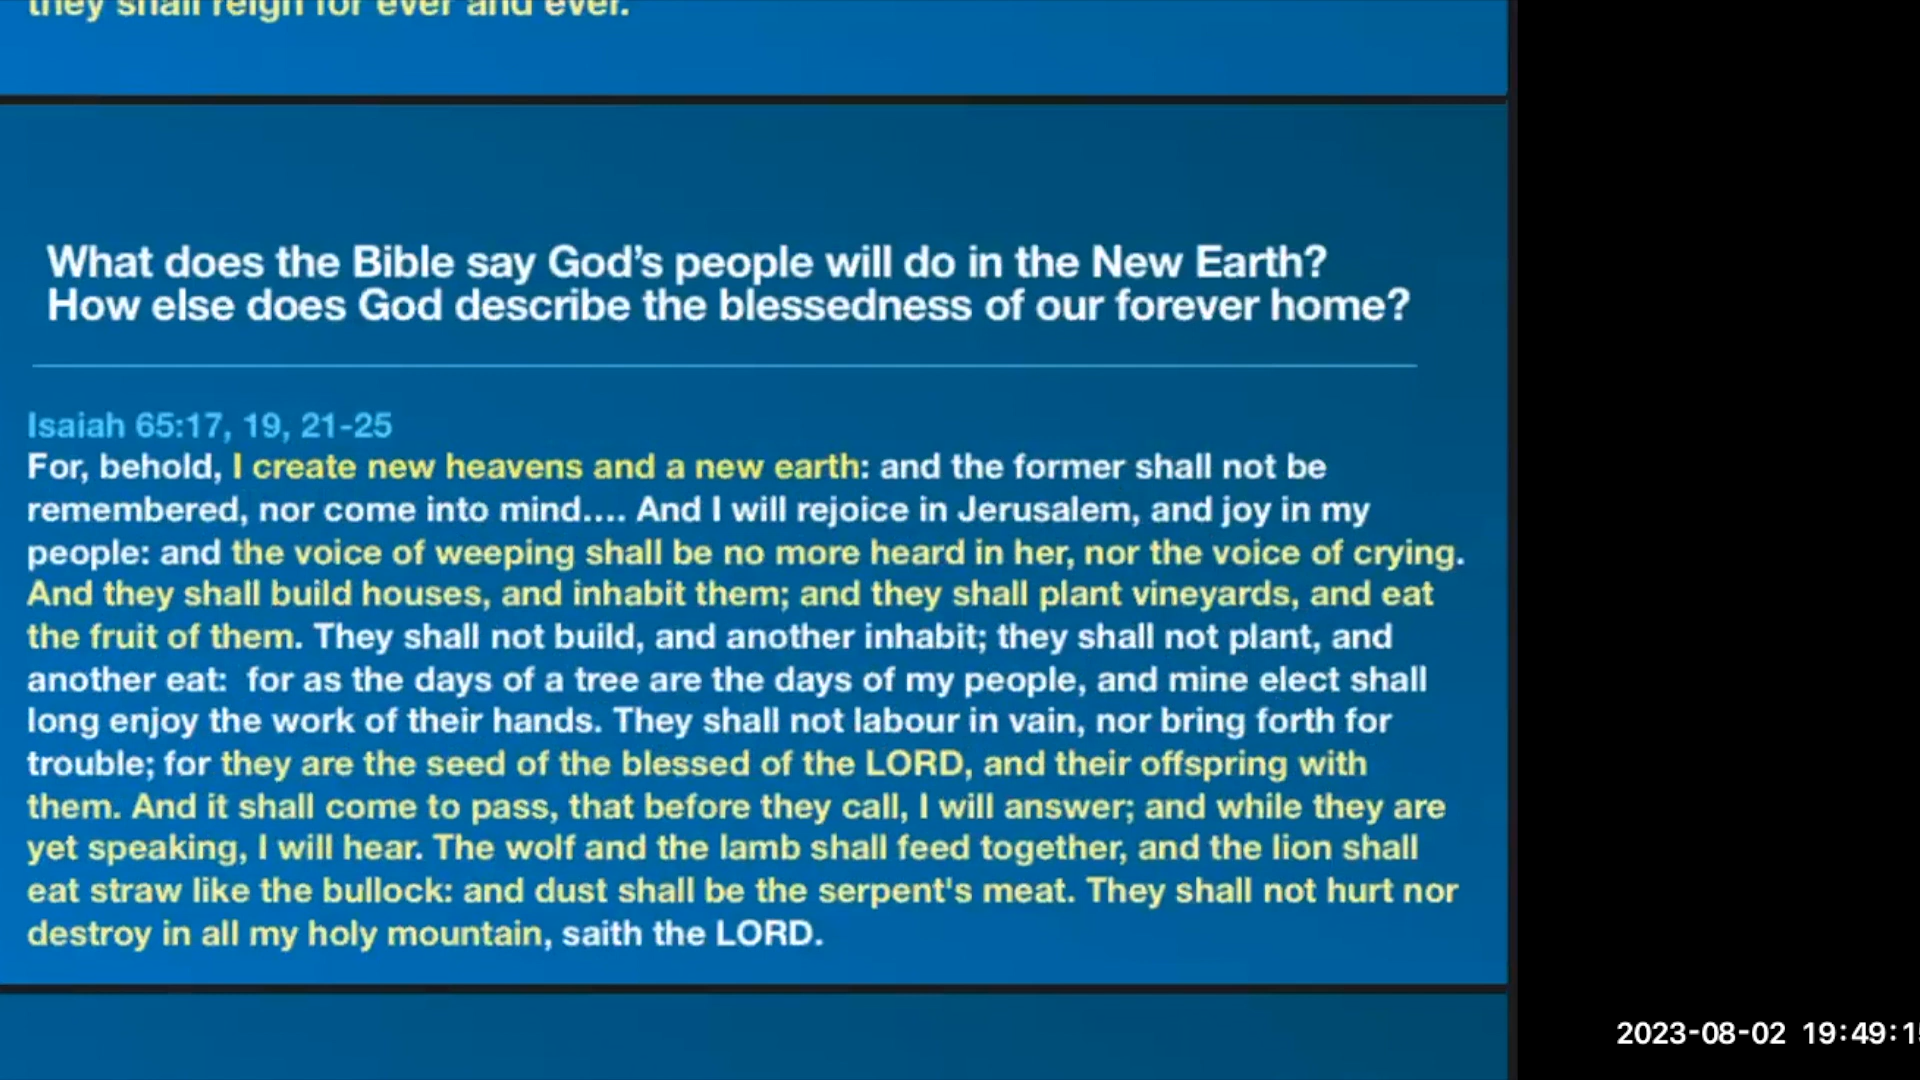 they shall reign for ever and ever.
What does the Bible say God’s people will do in the New Earth?
How else does God describe the blessedness of our forever home?
Isaiah 65:17, 19, 21-25
For, behold, I create new heavens and a new earth: and the former shall not be
remembered, nor come into mind.... And I will rejoice in Jerusalem, and joy in my
people: and the voice of weeping shall be no more heard in her, nor the voice of crying.
And they shall build houses, and inhabit them; and they shall plant vineyards, and eat
the fruit of them. They shall not build, and another inhabit; they shall not plant, and
another eat:  for as the days of a tree are the days of my people, and mine elect shall
long enjoy the work of their hands. They shall not labour in vain, nor bring forth for
trouble; for they are the seed of the blessed of the LORD, and their offspring with
them. And it shall come to pass, that before they call, I will answer; and while they are
yet speaking, I will hear. The wolf and the lamb shall feed together, and the lion shall
eat straw like the bullock: and dust shall be the serpent's meat. They shall not hurt nor
destroy in all my holy mountain, saith the LORD.
2023-08-02 19:49:15